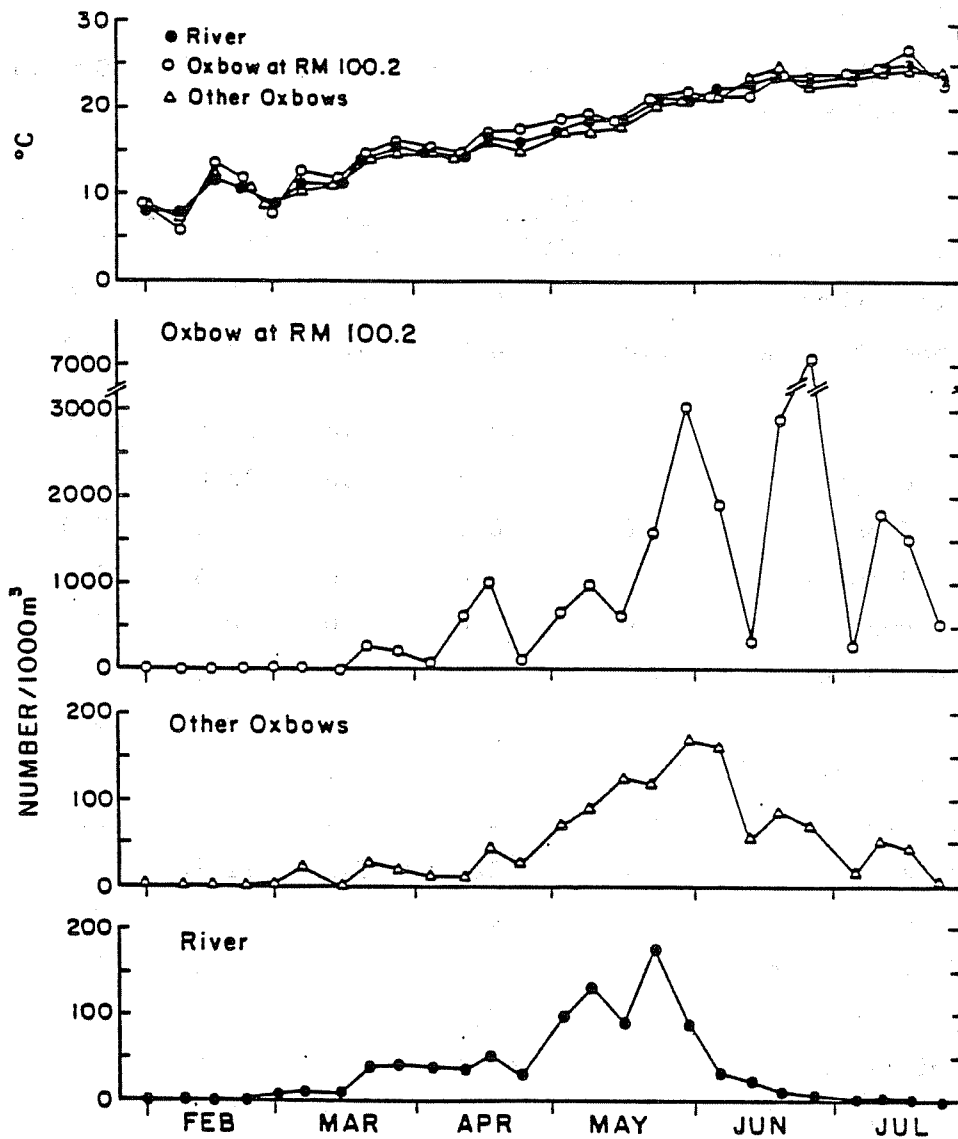 30
River
Oxbow at RM 100.2
Other Oxbows
20
°C
10
0
Oxbow at RM 100.2
7000
3000
2000
1000
0
NUMBER/1000m³
Other Oxbows
200
100
0
River
200
100
0
FEB MAR APR MAY JUN JUL